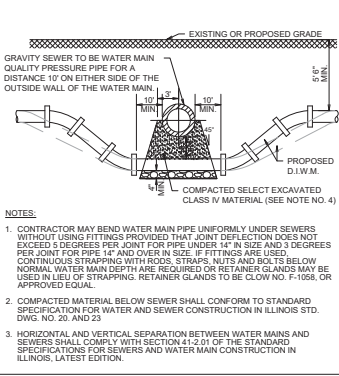 EXISTING OR PROPOSED GRADE
GRAVITY SEWER TO BE WATER MAIN
QUALITY PRESSURE PIPE FOR A
DISTANCE 10' ON EITHER SIDE OF THE
OUTSIDE WALL OF THE WATER MAIN.
5'6"
MIN.
3'
10'
MIN.
10'
MIN.
45°
PROPOSED
D.I.W.M.
4"
MIN.
COMPACTED SELECT EXCAVATED
CLASS IV MATERIAL (SEE NOTE NO. 4)
NOTES:
1. CONTRACTOR MAY BEND WATER MAIN PIPE UNIFORMLY UNDER SEWERS
WITHOUT USING FITTINGS PROVIDED THAT JOINT DEFLECTION DOES NOT
EXCEED 5 DEGREES PER JOINT FOR PIPE UNDER 14" IN SIZE AND 3 DEGREES
PER JOINT FOR PIPE 14" AND OVER IN SIZE. IF FITTINGS ARE USED,
CONTINUOUS STRAPPING WITH RODS, STRAPS, NUTS AND BOLTS BELOW
NORMAL WATER MAIN DEPTH ARE REQUIRED OR RETAINER GLANDS MAY BE
USED IN LIEU OF STRAPPING. RETAINER GLANDS TO BE CLOW NO. F-1058, OR
APPROVED EQUAL.
2. COMPACTED MATERIAL BELOW SEWER SHALL CONFORM TO STANDARD
SPECIFICATION FOR WATER AND SEWER CONSTRUCTION IN ILLINOIS STD.
DWG. NO. 20. AND 23
3. HORIZONTAL AND VERTICAL SEPARATION BETWEEN WATER MAINS AND
SEWERS SHALL COMPLY WITH SECTION 41-2.01 OF THE STANDARD
SPECIFICATIONS FOR SEWERS AND WATER MAIN CONSTRUCTION IN
ILLINOIS, LATEST EDITION.